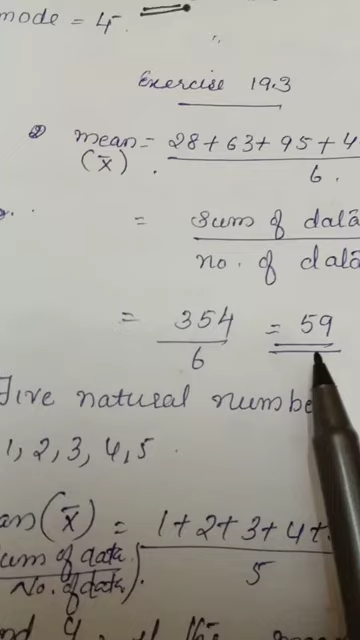 mode = 4.
Exercise 19.3
② mean = 28 + 63 + 95 + 4
(x̄) . 6.
= Sum of data
no. of data
= 354 = 59
6
Five natural numbe
1, 2, 3, 4, 5
an (x̄) = 1 + 2 + 3 + 4 +
Sum of data 5
No. of data